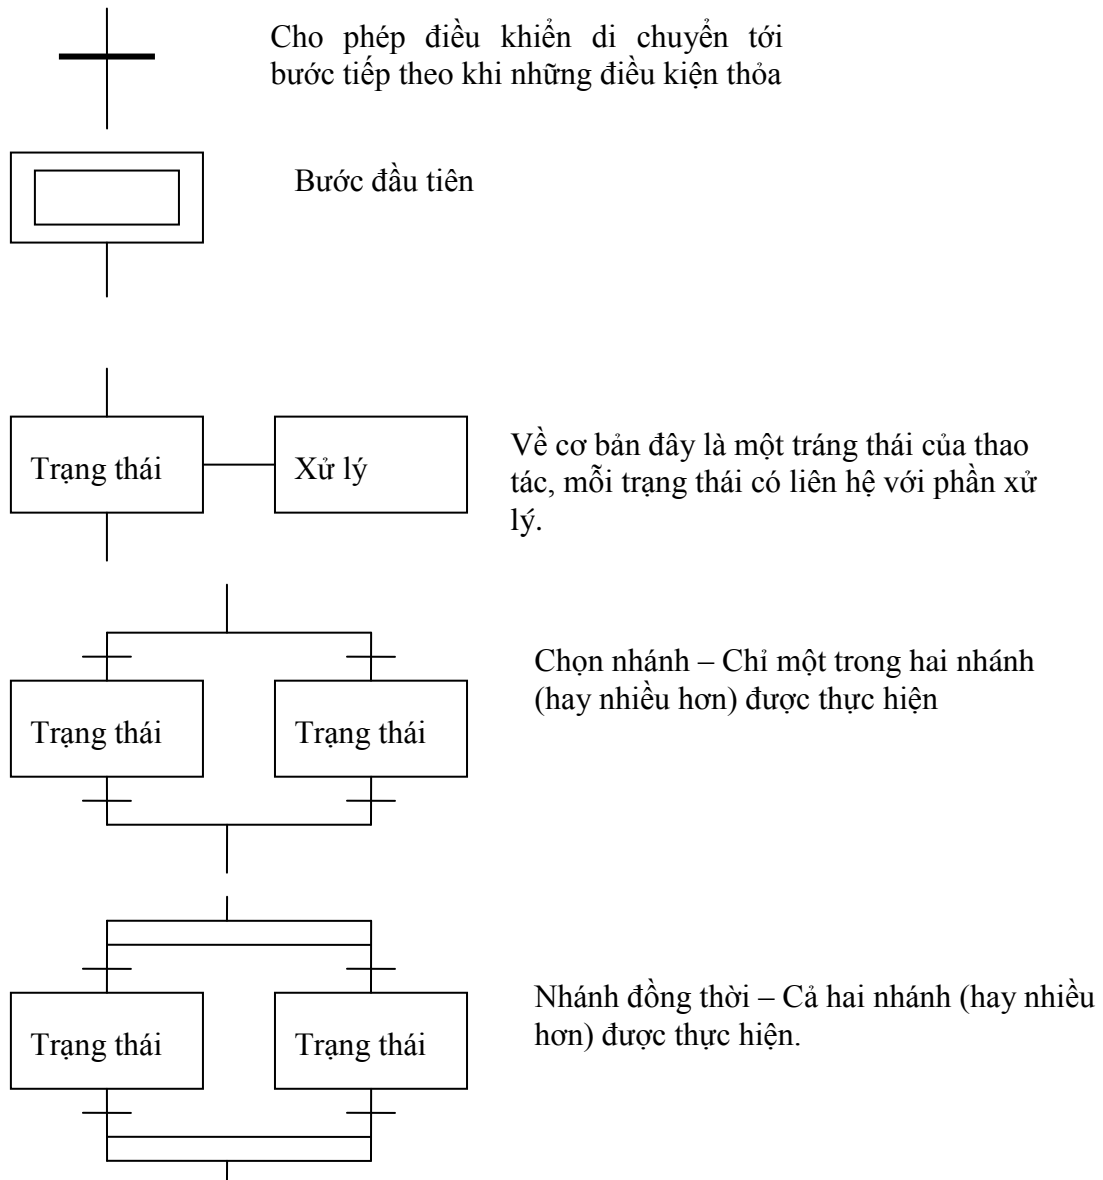 Cho phép điều khiển di chuyển tới
bước tiếp theo khi những điều kiện thỏa
Bước đầu tiên
Trạng thái
Xử lý
Về cơ bản đây là một tráng thái của thao
tác, mỗi trạng thái có liên hệ với phần xử
lý.
Chọn nhánh – Chỉ một trong hai nhánh
(hay nhiều hơn) được thực hiện
Trạng thái
Trạng thái
Nhánh đồng thời – Cả hai nhánh (hay nhiều
hơn) được thực hiện.
Trạng thái
Trạng thái